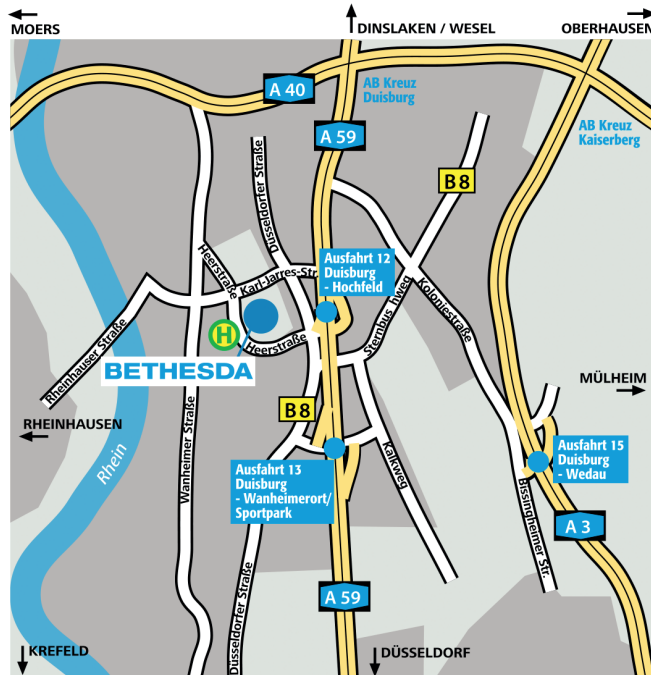 MOERS
DINSLAKEN / WESEL
OBERHAUSEN
A 40
AB Kreuz
Duisburg
A 59
AB Kreuz
Kaiserberg
B 8
Düsseldorfer Straße
Heerstraße
Karl-Jarres-Str.
Ausfahrt 12
Duisburg
- Hochfeld
Sternbuschweg
Koloniestraße
H
Heerstraße
BETHESDA
Rheinhauser Straße
MÜLHEIM
RHEINHAUSEN
B 8
Rhein
Wanheimer Straße
Kalkweg
Ausfahrt 13
Duisburg
- Wanheimerort/
Sportpark
Ausfahrt 15
Duisburg
- Wedau
Bissingheimer Str.
A 3
A 59
Düsseldorfer Straße
KREFELD
DÜSSELDORF